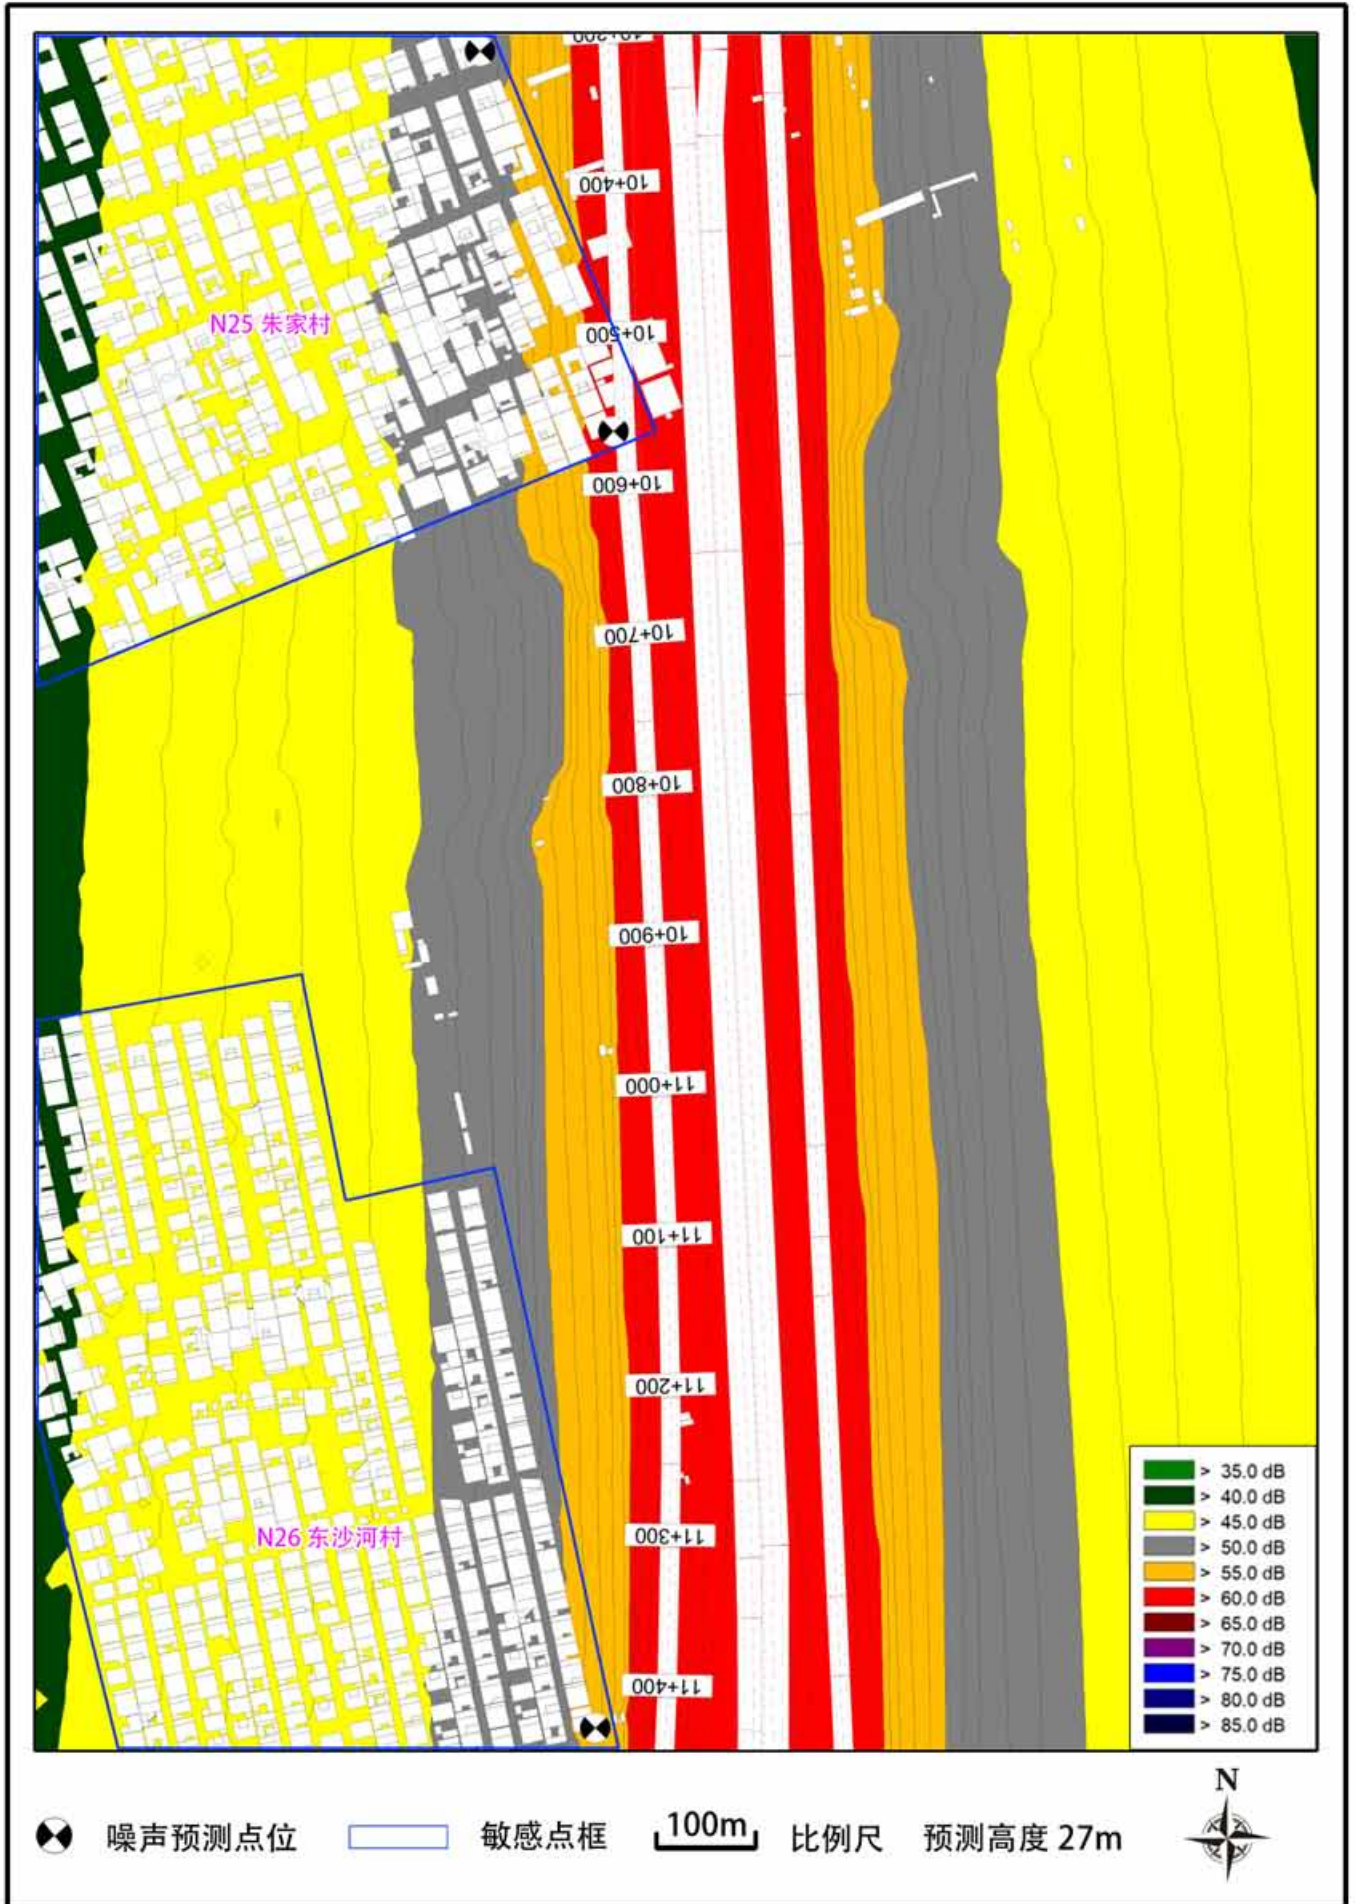 10+400
N25 朱家村
10+500
10+600
10+700
10+800
10+900
11+000
11+100
11+200
11+300
N26 东沙河村
11+400
> 35.0 dB
> 40.0 dB
> 45.0 dB
> 50.0 dB
> 55.0 dB
> 60.0 dB
> 65.0 dB
> 70.0 dB
> 75.0 dB
> 80.0 dB
> 85.0 dB
N
噪声预测点位 敏感点框 100m 比例尺 预测高度 27m